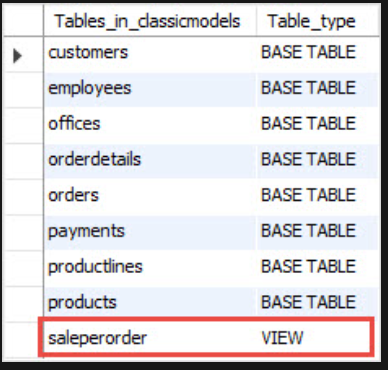 Tables_in_classicmodels Table_type
customers BASE TABLE
employees BASE TABLE
offices BASE TABLE
orderdetails BASE TABLE
orders BASE TABLE
payments BASE TABLE
productlines BASE TABLE
products BASE TABLE
saleperorder VIEW